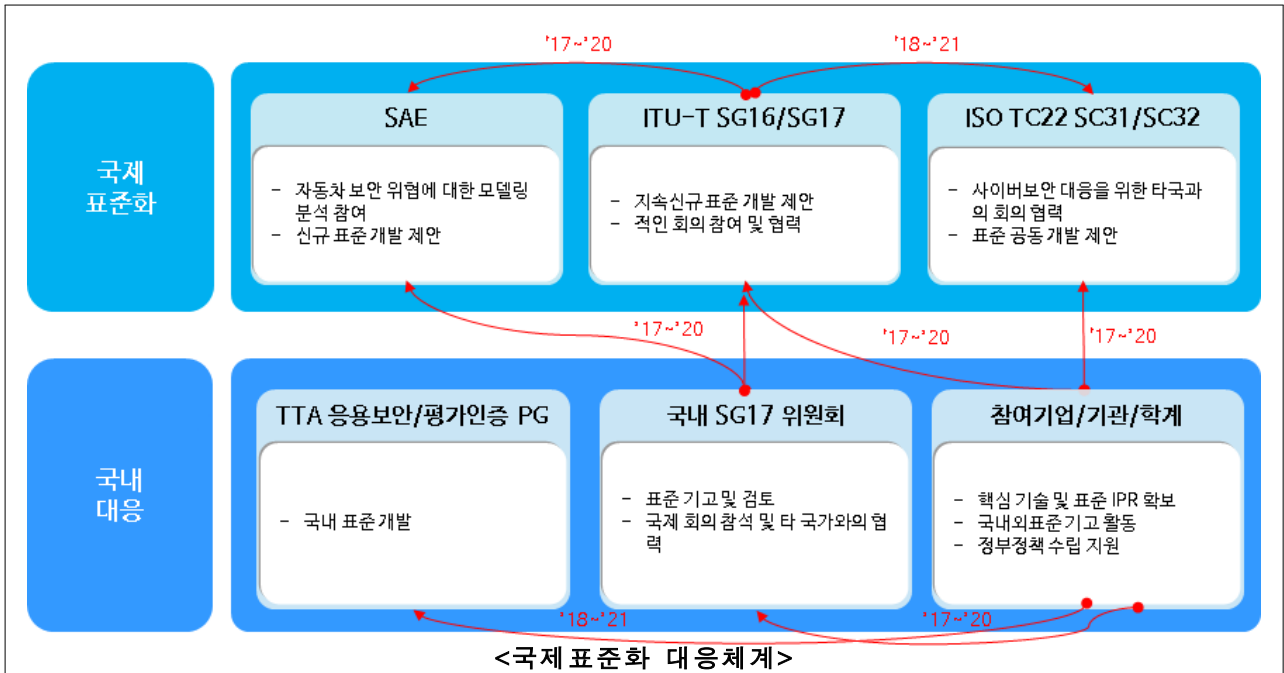 '17~'20
'18~'21
국제
표준화
SAE
- 자동차 보안 위협에 대한 모델링
분석 참여
- 신규 표준 개발 제안
ITU-T SG16/SG17
- 지속신규 표준 개발 제안
- 적인 회의 참여 및 협력
ISO TC22 SC31/SC32
- 사이버보안 대응을 위한 타국과
의 회의 협력
- 표준 공동 개발 제안
'17~'20
'17~'20
'17~'20
국내
대응
TTA 응용보안/평가인증 PG
- 국내 표준 개발
국내 SG17 위원회
- 표준 기고 및 검토
- 국제 회의 참석 및 타 국가와의 협
력
참여기업/기관/학계
- 핵심 기술 및 표준 IPR 확보
- 국내외표준 기고 활동
- 정부정책 수립 지원
'18~'21
'17~'20
<국제표준화 대응체계>